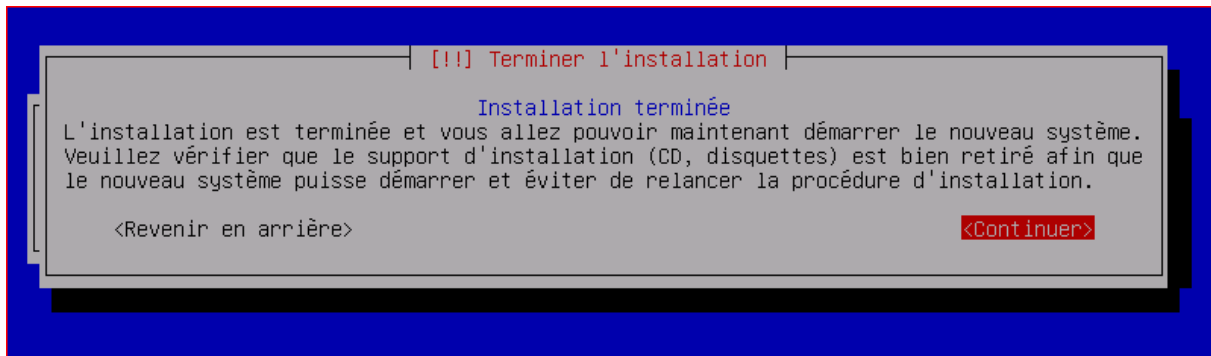 [!!] Terminer l'installation
Installation terminée
L'installation est terminée et vous allez pouvoir maintenant démarrer le nouveau système.
Veuillez vérifier que le support d'installation (CD, disquettes) est bien retiré afin que
le nouveau système puisse démarrer et éviter de relancer la procédure d'installation.
<Revenir en arrière> <Continuer>